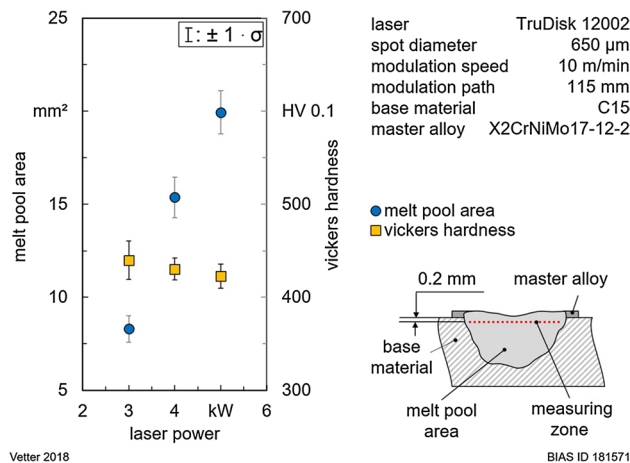 25
mm²
15
10
5
melt pool area
2
3
4
kW
6
laser power
I: ± 1 · σ
700
HV 0.1
500
400
300
vickers hardness
laser TruDisk 12002
spot diameter 650 µm
modulation speed 10 m/min
modulation path 115 mm
base material C15
master alloy X2CrNiMo17-12-2
melt pool area
vickers hardness
0.2 mm
master alloy
base
material
melt pool
area
measuring
zone
Vetter 2018
BIAS ID 181571